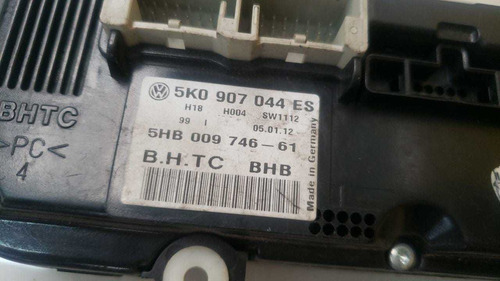 BHTC
>PC<
4
5K0 907 044 ES
H18 H004 SW1112
99 I 05.01.12
5HB 009 746-61
B.H.TC BHB
Made in Germany